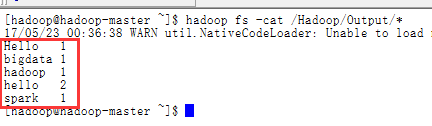 [hadoop@hadoop-master ~]$ hadoop fs -cat /Hadoop/Output/*
17/05/23 00:36:38 WARN util.NativeCodeLoader: Unable to load
Hello 1
bigdata 1
hadoop 1
hello 2
spark 1
[hadoop@hadoop-master ~]$